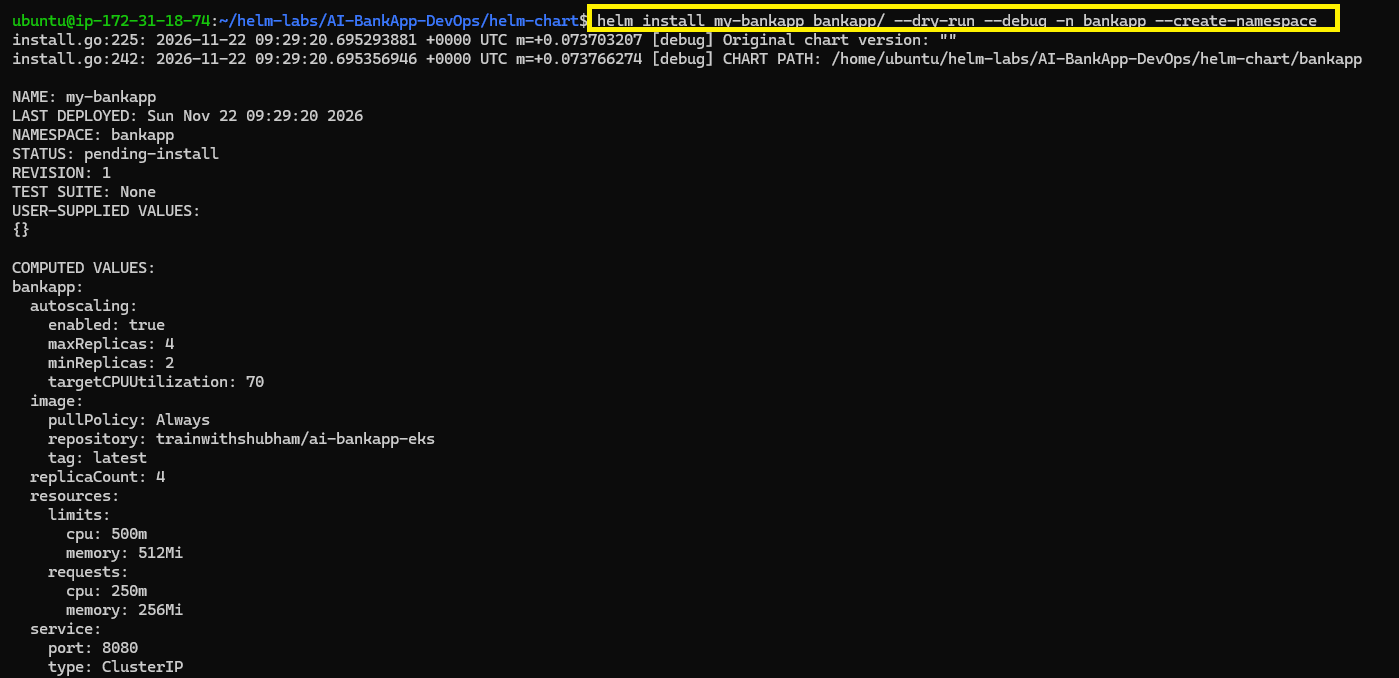 ubuntu@ip-172-31-18-74:~/helm-labs/AI-BankApp-DevOps/helm-chart$ helm install my-bankapp bankapp/ --dry-run --debug -n bankapp --create-namespace
install.go:225: 2026-11-22 09:29:20.695293881 +0000 UTC m=+0.073703207 [debug] Original chart version: ""
install.go:242: 2026-11-22 09:29:20.695356946 +0000 UTC m=+0.073766274 [debug] CHART PATH: /home/ubuntu/helm-labs/AI-BankApp-DevOps/helm-chart/bankapp

NAME: my-bankapp
LAST DEPLOYED: Sun Nov 22 09:29:20 2026
NAMESPACE: bankapp
STATUS: pending-install
REVISION: 1
TEST SUITE: None
USER-SUPPLIED VALUES:
{}

COMPUTED VALUES:
bankapp:
  autoscaling:
    enabled: true
    maxReplicas: 4
    minReplicas: 2
    targetCPUUtilization: 70
  image:
    pullPolicy: Always
    repository: trainwithshubham/ai-bankapp-eks
    tag: latest
  replicaCount: 4
  resources:
    limits:
      cpu: 500m
      memory: 512Mi
    requests:
      cpu: 250m
      memory: 256Mi
  service:
    port: 8080
    type: ClusterIP